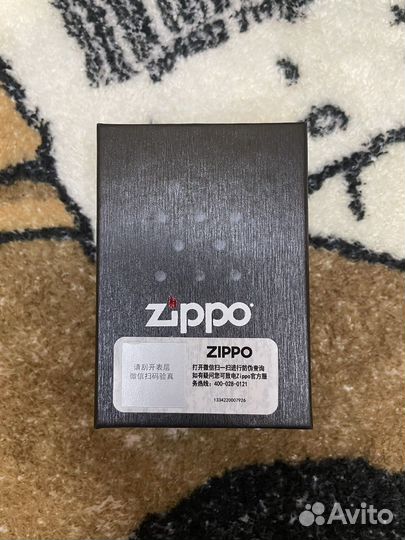 zippo®
ZIPPO
请刮开表层
微信扫码验真
打开微信扫一扫进行防伪查询
如有疑问您可致电Zippo官方服
务热线：400-028-0121
1334220007926
Avito